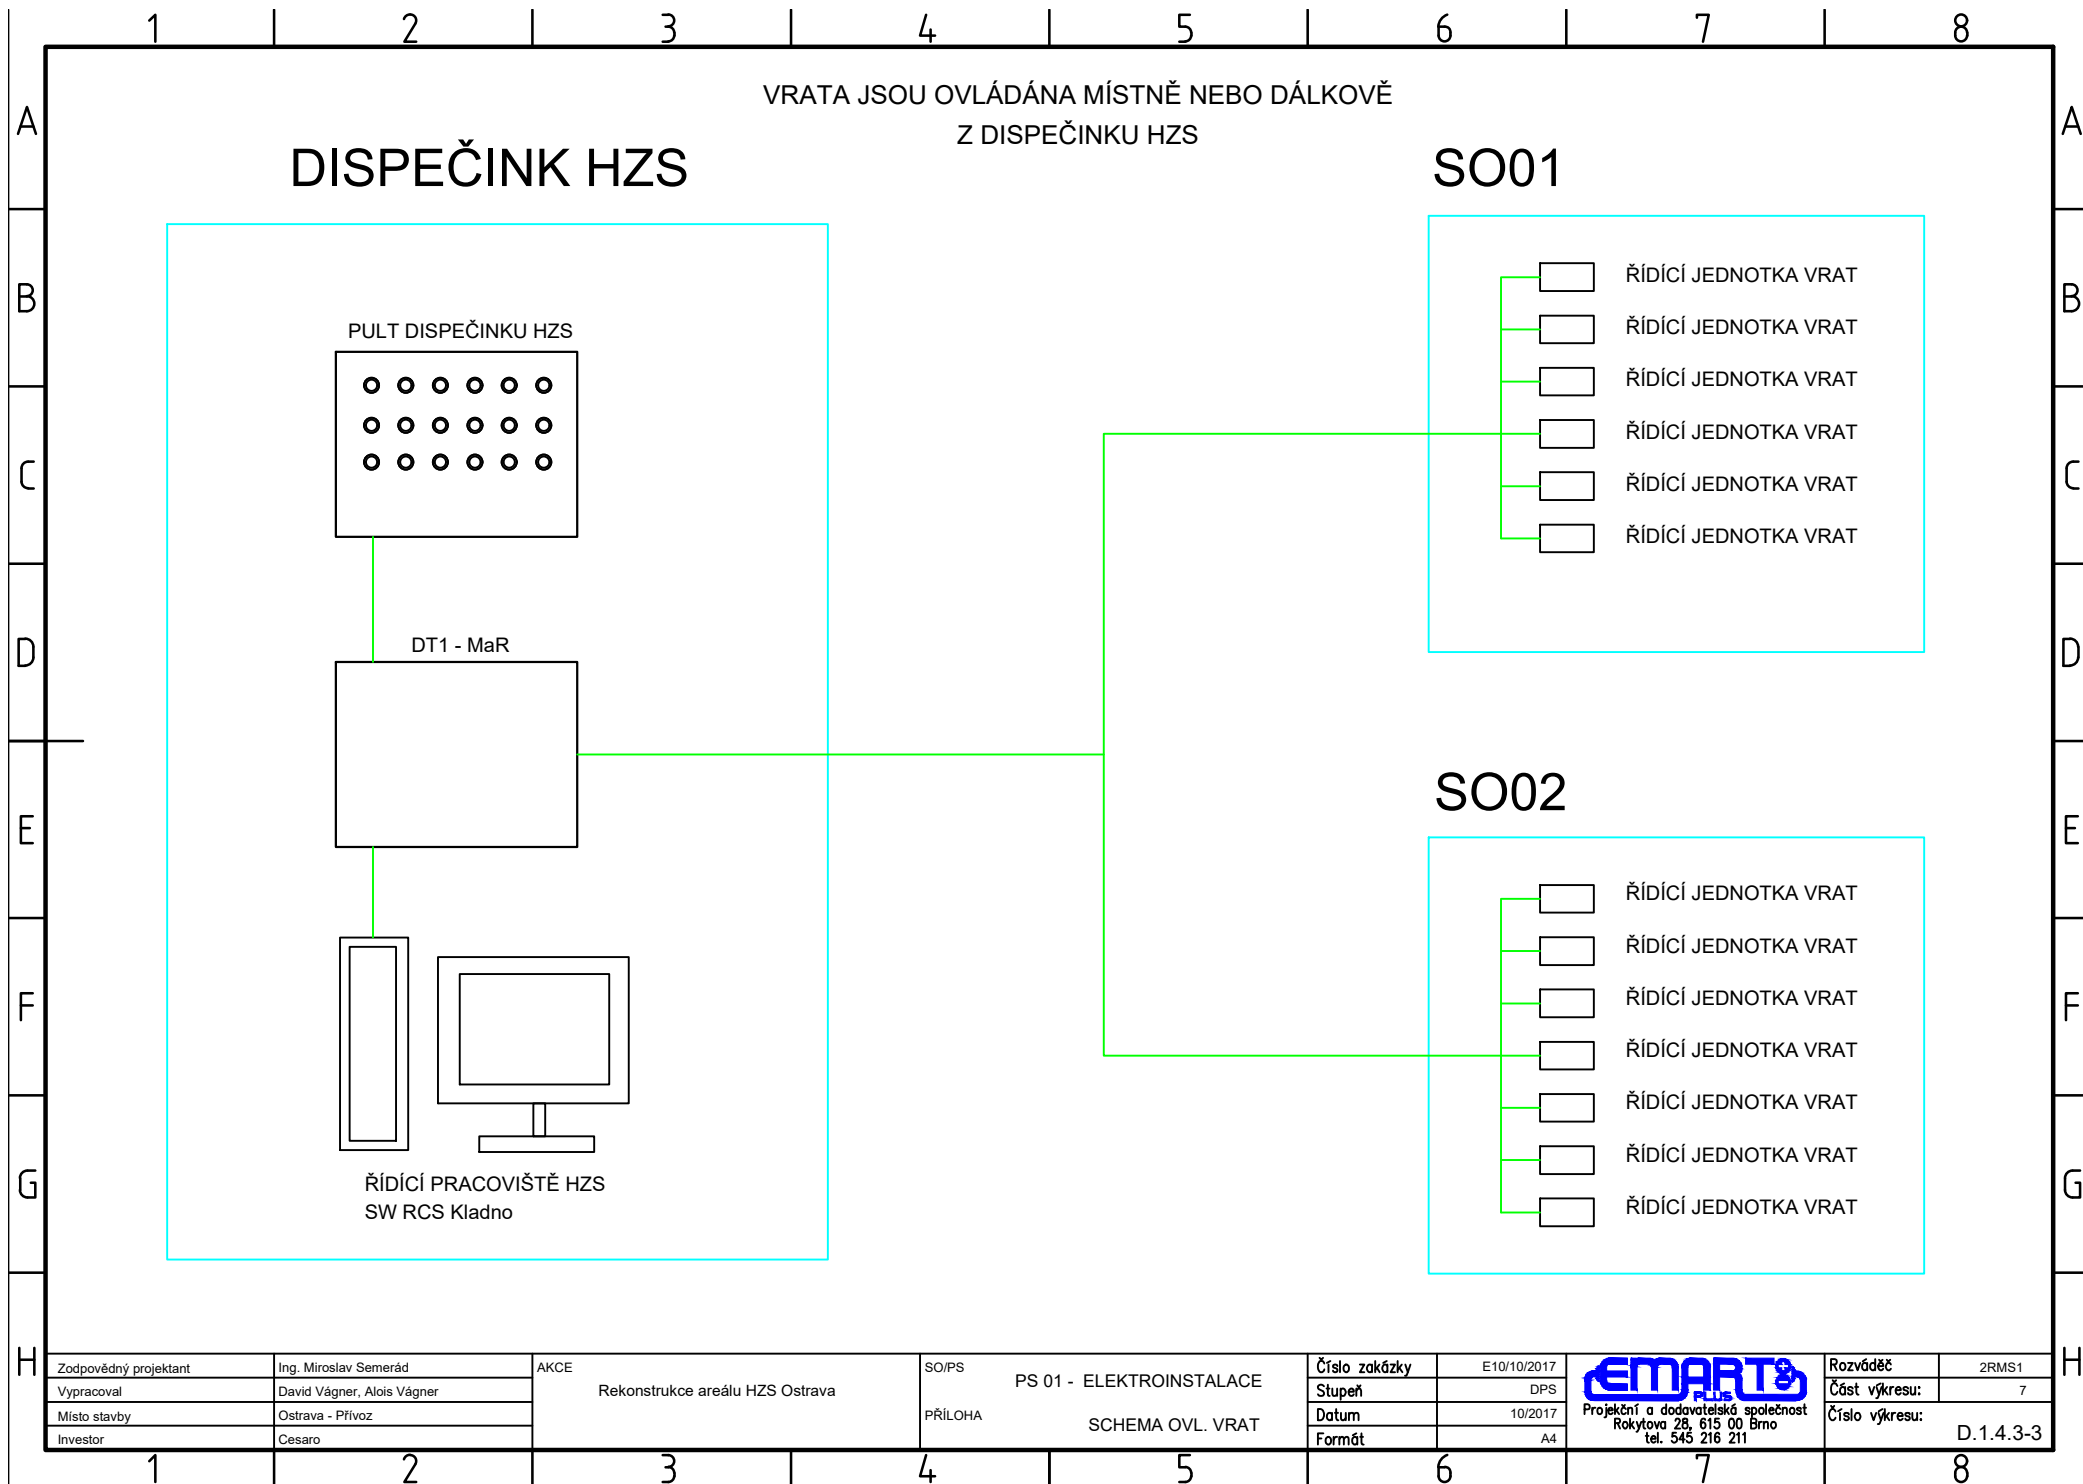 1 2 3 4 5 6 7 8
VRATA JSOU OVLÁDÁNA MÍSTNĚ NEBO DÁLKOVĚ
Z DISPEČINKU HZS
A A
DISPEČINK HZS
SO01
B B
PULT DISPEČINKU HZS
ŘÍDÍCÍ JEDNOTKA VRAT
ŘÍDÍCÍ JEDNOTKA VRAT
ŘÍDÍCÍ JEDNOTKA VRAT
ŘÍDÍCÍ JEDNOTKA VRAT
ŘÍDÍCÍ JEDNOTKA VRAT
ŘÍDÍCÍ JEDNOTKA VRAT
C C
D D
DT1 - MaR
SO02
E E
ŘÍDÍCÍ JEDNOTKA VRAT
ŘÍDÍCÍ JEDNOTKA VRAT
ŘÍDÍCÍ JEDNOTKA VRAT
ŘÍDÍCÍ JEDNOTKA VRAT
ŘÍDÍCÍ JEDNOTKA VRAT
ŘÍDÍCÍ JEDNOTKA VRAT
ŘÍDÍCÍ JEDNOTKA VRAT
F F
G G
ŘÍDÍCÍ PRACOVIŠTĚ HZS
SW RCS Kladno
H H
Zodpovědný projektant Ing. Miroslav Semerád
Vypracoval David Vágner, Alois Vágner
Místo stavby Ostrava - Přívoz
Investor Cesaro
AKCE
Rekonstrukce areálu HZS Ostrava
SO/PS
PS 01 - ELEKTROINSTALACE
PŘÍLOHA
SCHEMA OVL. VRAT
Číslo zakázky E10/10/2017
Stupeň DPS
Datum 10/2017
Formát A4
EMART
PLUS
Projekční a dodavatelská společnost
Rokytova 28, 615 00 Brno
tel. 545 216 211
Rozváděč 2RMS1
Část výkresu: 7
Číslo výkresu:
D.1.4.3-3
1 2 3 4 5 6 7 8